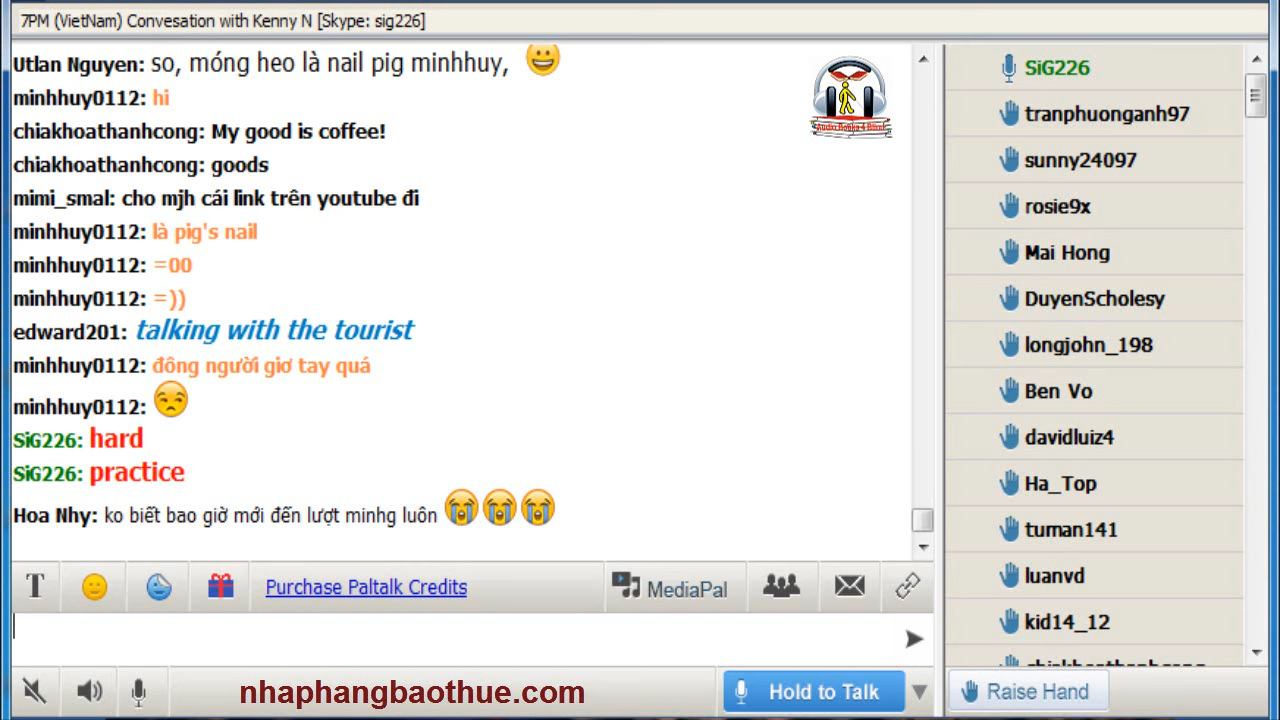 7PM (VietNam) Convesation with Kenny N [Skype: sig226]
Utlan Nguyen: so, móng heo là nail pig minhhuy,
minhhuy0112: hi
chiakhoathanhcong: My good is coffee!
chiakhoathanhcong: goods
mimi_smal: cho mjh cái link trên youtube đi
minhhuy0112: là pig's nail
minhhuy0112: =00
minhhuy0112: =))
edward201: talking with the tourist
minhhuy0112: đông người giơ tay quá
minhhuy0112:
SiG226: hard
SiG226: practice
Hoa Nhy: ko biết bao giờ mới đến lượt minhg luôn
Audio Books 4 Blind
T
Purchase Paltalk Credits
MediaPal
nhaphangbaothue.com
Hold to Talk
SiG226
tranphuonganh97
sunny24097
rosie9x
Mai Hong
DuyenScholesy
longjohn_198
Ben Vo
davidluiz4
Ha_Top
tuman141
luanvd
kid14_12
Raise Hand